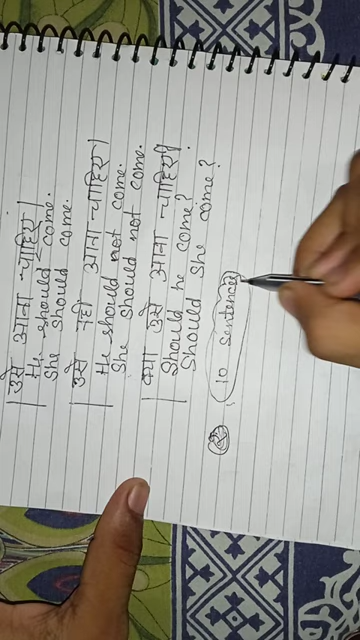 उसे आना चाहिए|
He should come.
She should come.
उसे नहीं आना चाहिए|
He should not come.
She should not come.
क्या उसे आना चाहिए?
Should he come?
Should she come?
10 Sentences